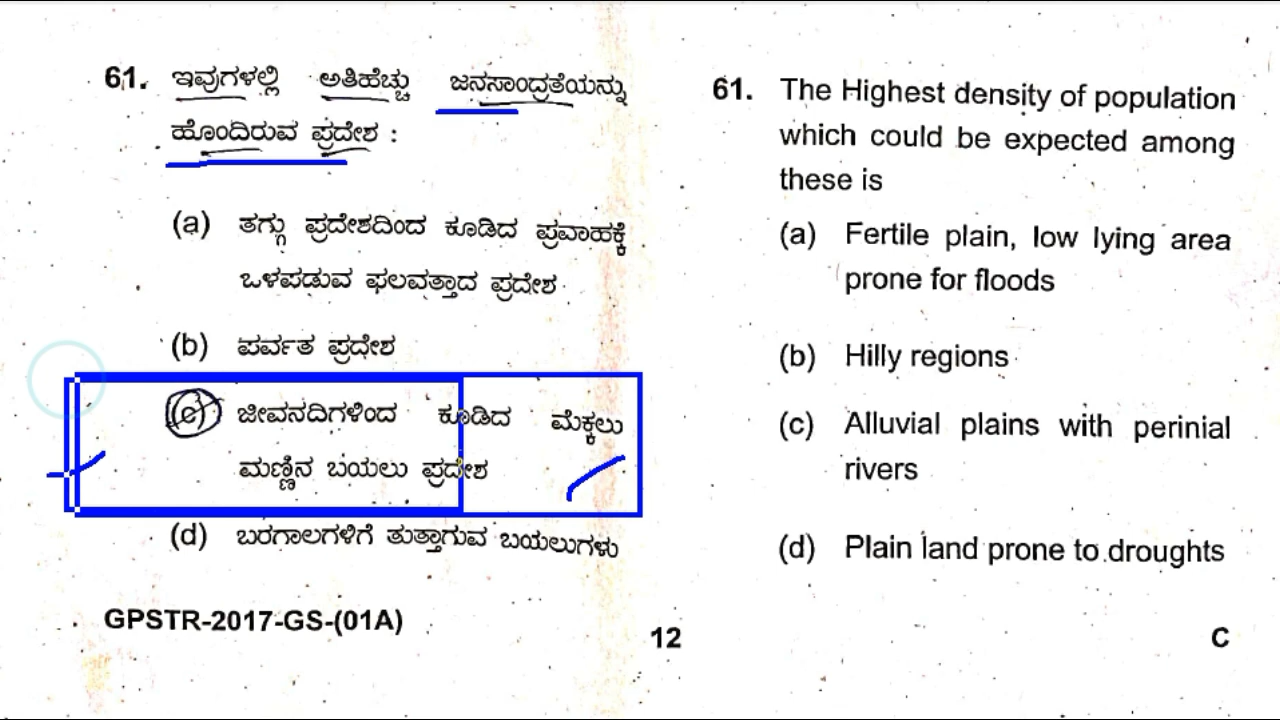 61. ಇವುಗಳಲ್ಲಿ ಅತಿಹೆಚ್ಚು ಜನಸಾಂದ್ರತೆಯನ್ನು
ಹೊಂದಿರುವ ಪ್ರದೇಶ :
(a) ತಗ್ಗು ಪ್ರದೇಶದಿಂದ ಕೂಡಿದ ಪ್ರವಾಹಕ್ಕೆ
ಒಳಪಡುವ ಫಲವತ್ತಾದ ಪ್ರದೇಶ
(b) ಪರ್ವತ ಪ್ರದೇಶ
(c) ಜೀವನದಿಗಳಿಂದ ಕೂಡಿದ ಮೆಕ್ಕಲು
ಮಣ್ಣಿನ ಬಯಲು ಪ್ರದೇಶ
(d) ಬರಗಾಲಗಳಿಗೆ ತುತ್ತಾಗುವ ಬಯಲುಗಳು
61. The Highest density of population
which could be expected among
these is
(a) Fertile plain, low lying area
prone for floods
(b) Hilly regions
(c) Alluvial plains with perinial
rivers
(d) Plain land prone to droughts
GPSTR-2017-GS-(01A)
12
C